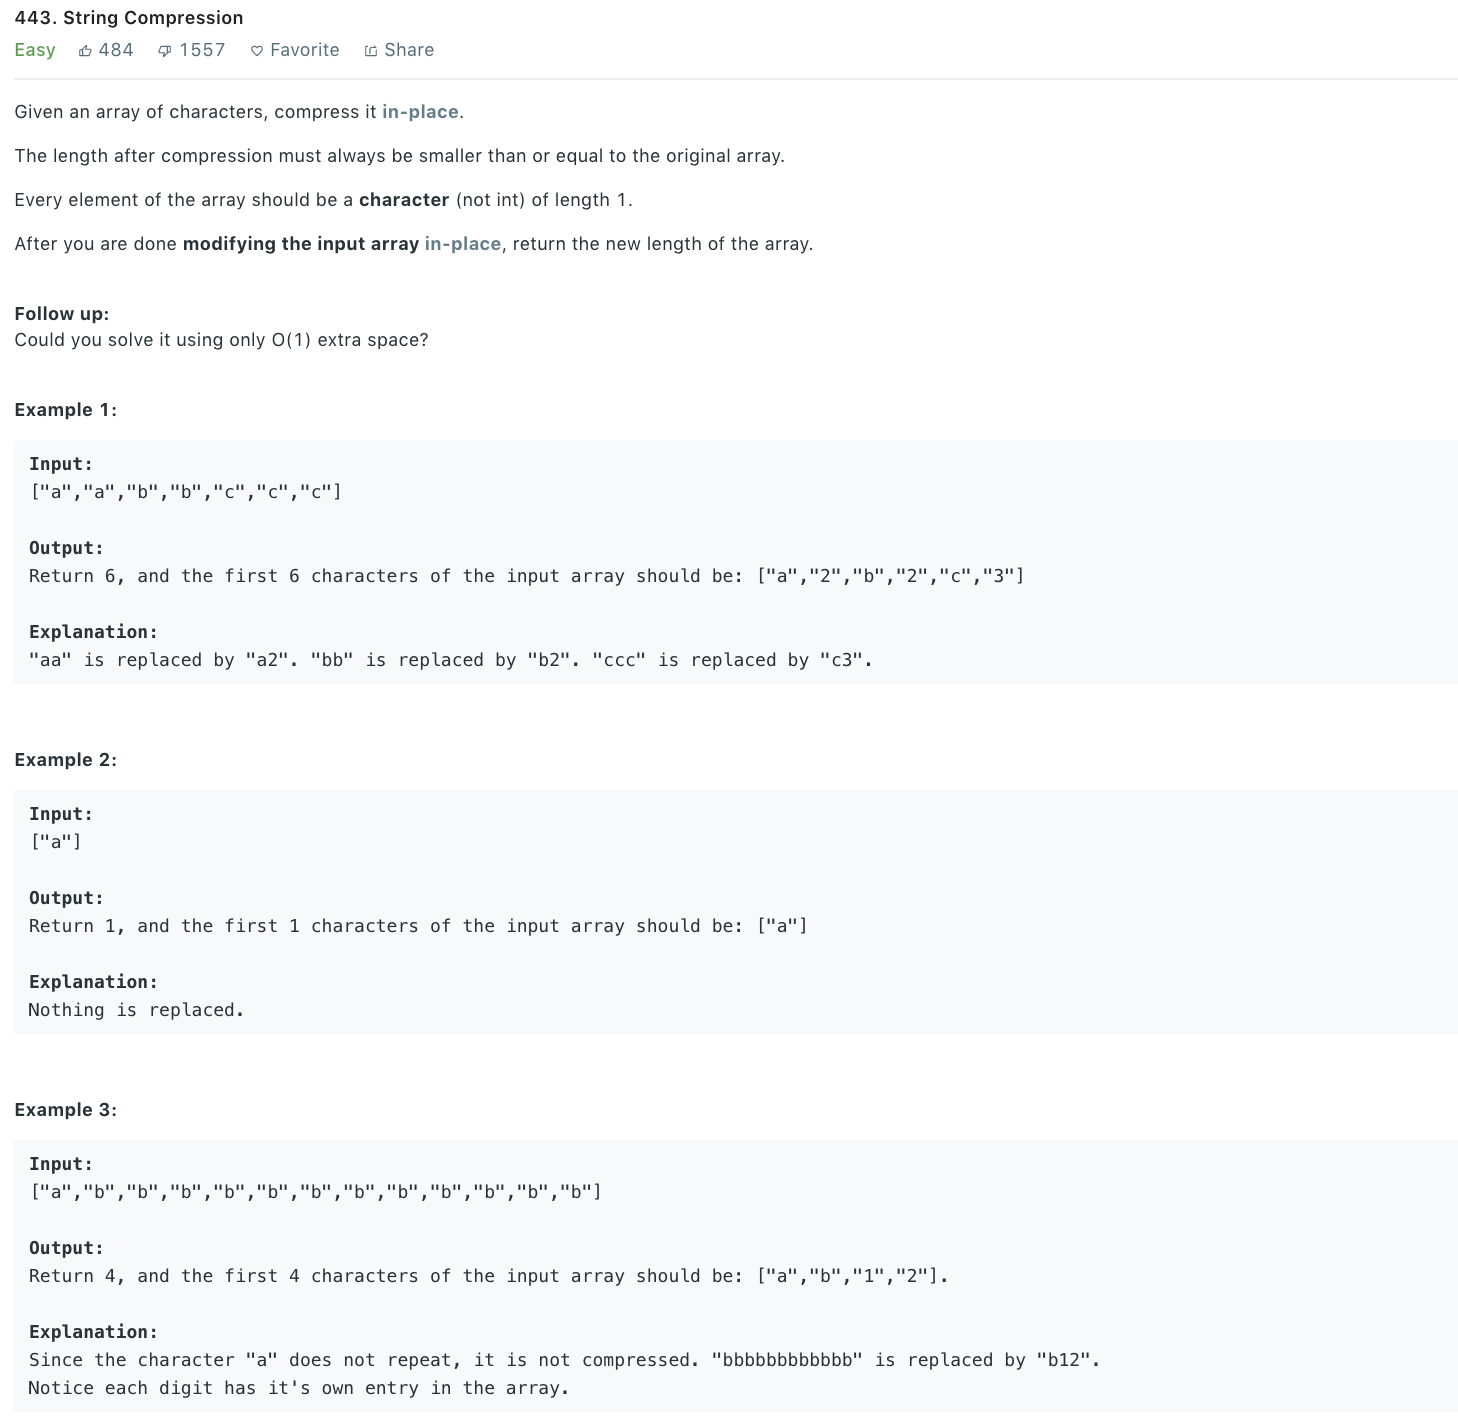 443. String Compression
Easy 484 1557 Favorite Share
Given an array of characters, compress it in-place.
The length after compression must always be smaller than or equal to the original array.
Every element of the array should be a character (not int) of length 1.
After you are done modifying the input array in-place, return the new length of the array.
Follow up:
Could you solve it using only O(1) extra space?
Example 1:
Input:
["a","a","b","b","c","c","c"]
Output:
Return 6, and the first 6 characters of the input array should be: ["a","2","b","2","c","3"]
Explanation:
"aa" is replaced by "a2". "bb" is replaced by "b2". "ccc" is replaced by "c3".
Example 2:
Input:
["a"]
Output:
Return 1, and the first 1 characters of the input array should be: ["a"]
Explanation:
Nothing is replaced.
Example 3:
Input:
["a","b","b","b","b","b","b","b","b","b","b","b","b"]
Output:
Return 4, and the first 4 characters of the input array should be: ["a","b","1","2"].
Explanation:
Since the character "a" does not repeat, it is not compressed. "bbbbbbbbbbbb" is replaced by "b12".
Notice each digit has it's own entry in the array.